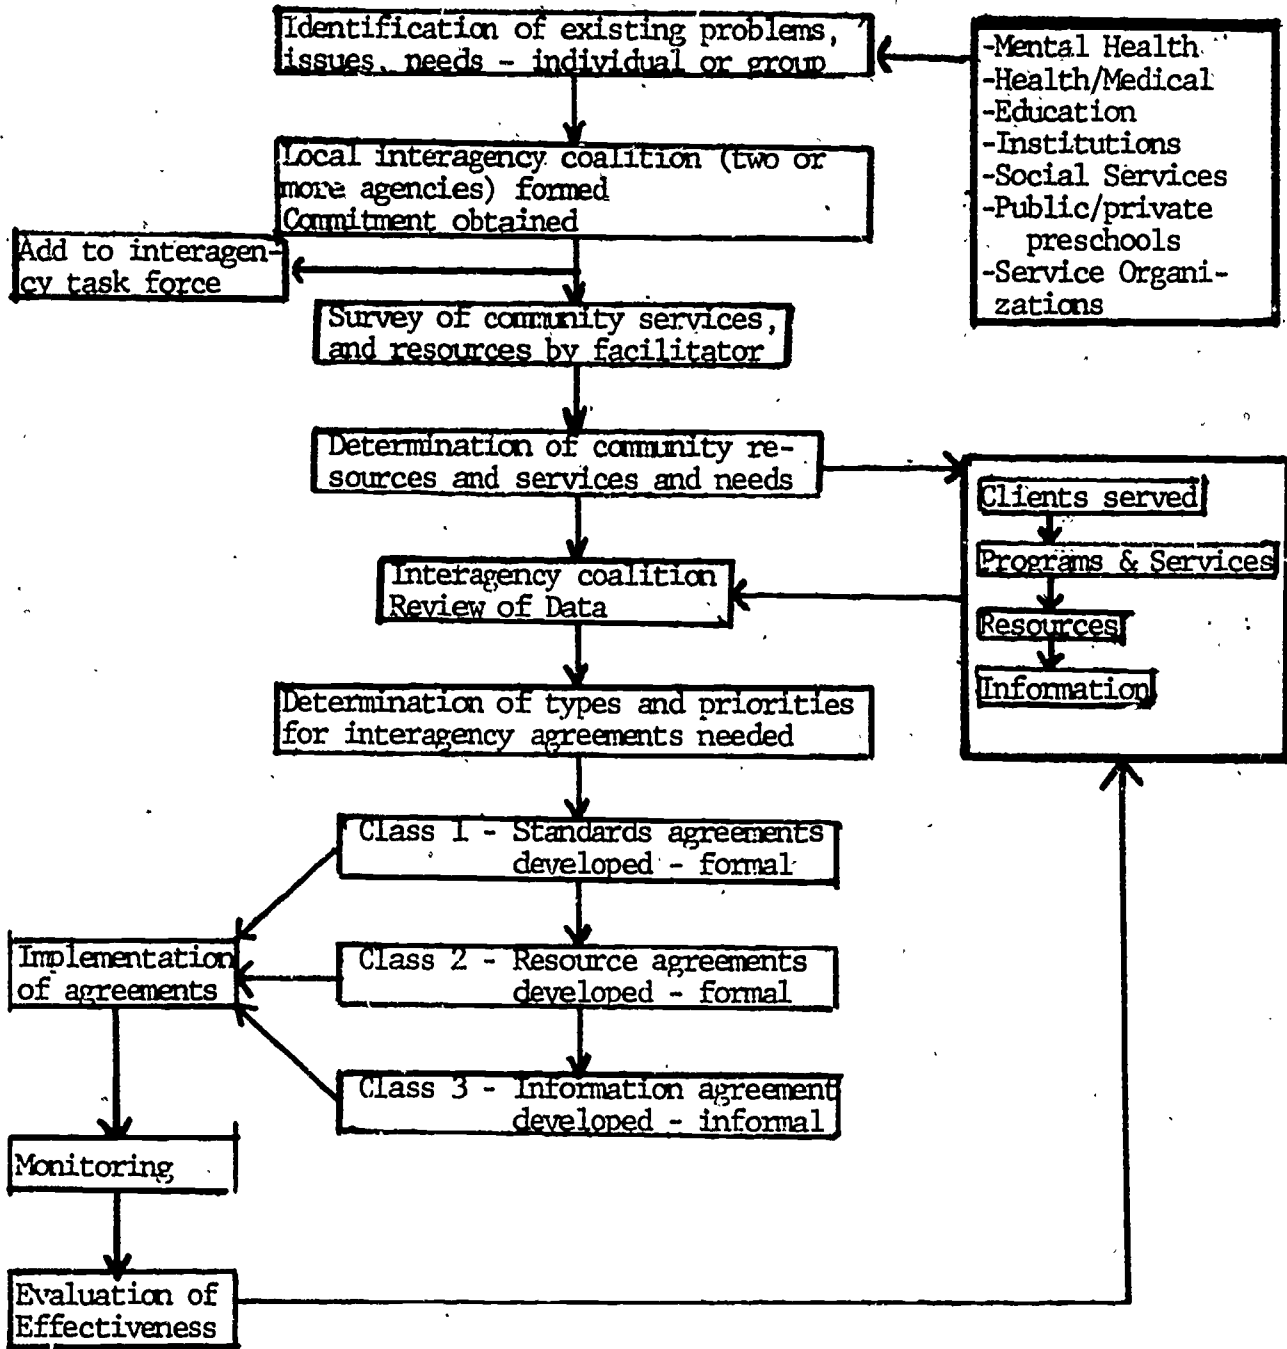 Identification of existing problems,
issues, needs - individual or group
-Mental Health
-Health/Medical
-Education
-Institutions
-Social Services
-Public/private
preschools
-Service Organi-
zations
Local interagency coalition (two or
more agencies) formed
Commitment obtained
Add to interagen-
cy task force
Survey of community services,
and resources by facilitator
Determination of community re-
sources and services and needs
Clients served
Programs & Services
Resources
Information
Interagency coalition
Review of Data
Determination of types and priorities
for interagency agreements needed
Class 1 - Standards agreements
developed - formal
Class 2 - Resource agreements
developed - formal
Class 3 - Information agreement
developed - informal
Implementation
of agreements
Monitoring
Evaluation of
Effectiveness